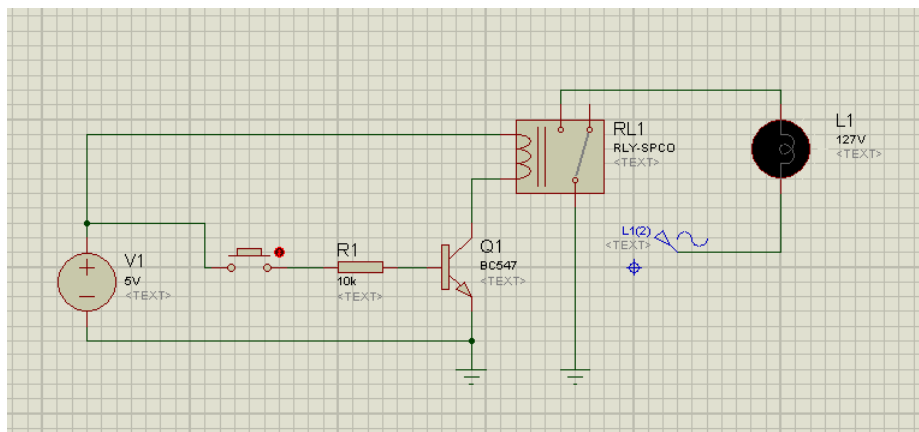 RL1
RLY-SPCO
<TEXT>
L1
127V
<TEXT>
L1(2)
<TEXT>
Q1
BC547
<TEXT>
R1
10k
<TEXT>
V1
5V
<TEXT>